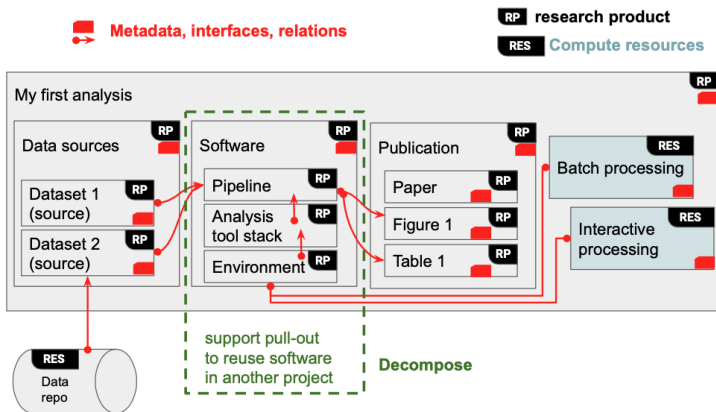 Metadata, interfaces, relations
RP research product
RES Compute resources
RP
My first analysis
RP
Data sources
RP
Dataset 1
(source)
RP
Dataset 2
(source)
RP
Software
RP
Pipeline
RP
Analysis
tool stack
RP
Environment
RP
Publication
RP
Paper
RP
Figure 1
RP
Table 1
RES
Batch processing
RES
Interactive
processing
support pull-out
to reuse software
in another project
Decompose
RES
Data
repo